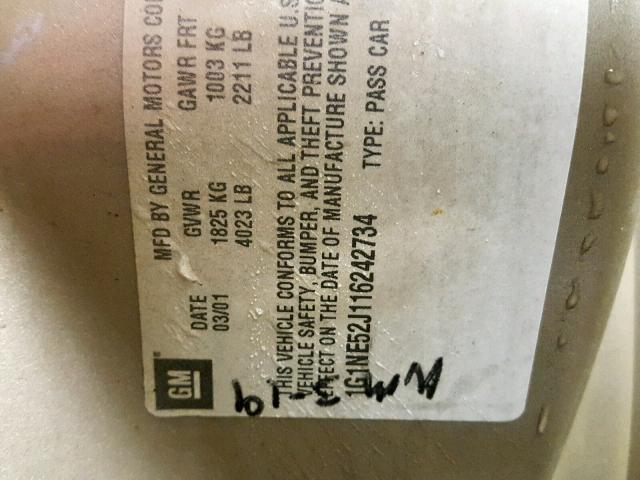 MFD BY GENERAL MOTORS CO
DATE GVWR GAWR FRT
03/01 1825 KG 1003 KG
4023 LB 2211 LB
THIS VEHICLE CONFORMS TO ALL APPLICABLE U.S
VEHICLE SAFETY, BUMPER, AND THEFT PREVENTIO
EFFECT ON THE DATE OF MANUFACTURE SHOWN A
1G1NE52J116242734 TYPE: PASS CAR
GM